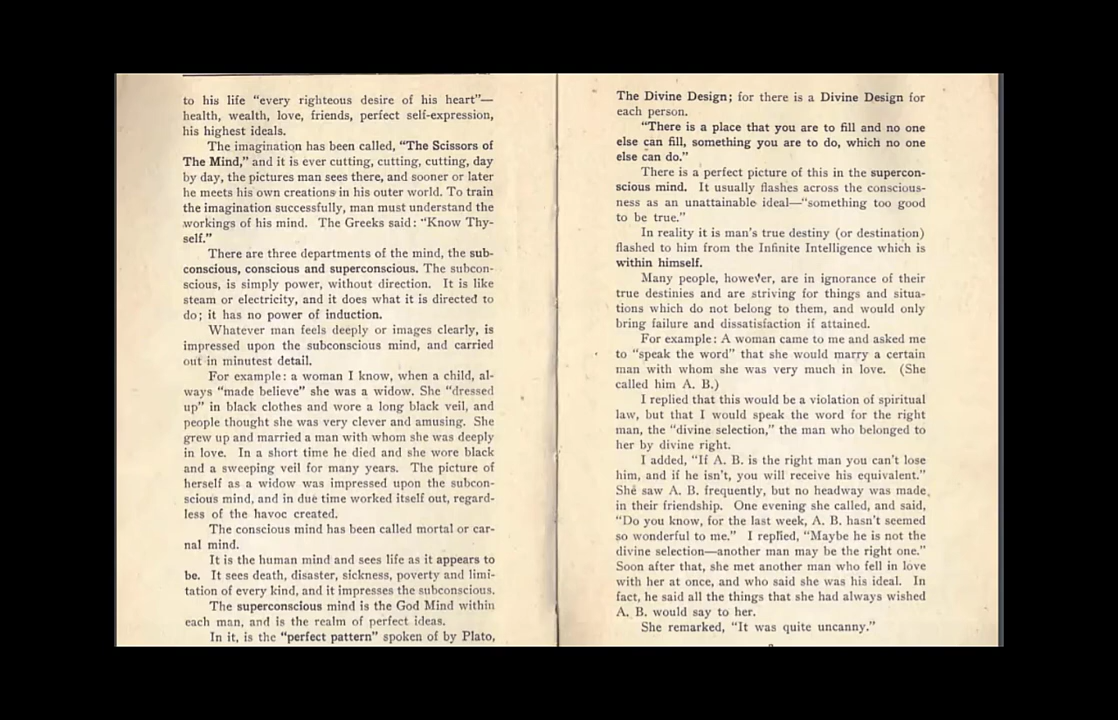 to his life “every righteous desire of his heart”—
health, wealth, love, friends, perfect self-expression,
his highest ideals.
The imagination has been called, “The Scissors of
The Mind,” and it is ever cutting, cutting, cutting, day
by day, the pictures man sees there, and sooner or later
he meets his own creations in his outer world. To train
the imagination successfully, man must understand the
workings of his mind. The Greeks said: “Know Thy-
self.”
There are three departments of the mind, the sub-
conscious, conscious and superconscious. The subcon-
scious, is simply power, without direction. It is like
steam or electricity, and it does what it is directed to
do; it has no power of induction.
Whatever man feels deeply or images clearly, is
impressed upon the subconscious mind, and carried
out in minutest detail.
For example: a woman I know, when a child, al-
ways “made believe” she was a widow. She “dressed
up” in black clothes and wore a long black veil, and
people thought she was very clever and amusing. She
grew up and married a man with whom she was deeply
in love. In a short time he died and she wore black
and a sweeping veil for many years. The picture of
herself as a widow was impressed upon the subcon-
scious mind, and in due time worked itself out, regard-
less of the havoc created.
The conscious mind has been called mortal or car-
nal mind.
It is the human mind and sees life as it appears to
be. It sees death, disaster, sickness, poverty and limi-
tation of every kind, and it impresses the subconscious.
The superconscious mind is the God Mind within
each man, and is the realm of perfect ideas.
In it, is the “perfect pattern” spoken of by Plato,
The Divine Design; for there is a Divine Design for
each person.
“There is a place that you are to fill and no one
else can fill, something you are to do, which no one
else can do.”
There is a perfect picture of this in the supercon-
scious mind. It usually flashes across the conscious-
ness as an unattainable ideal—“something too good
to be true.”
In reality it is man’s true destiny (or destination)
flashed to him from the Infinite Intelligence which is
within himself.
Many people, however, are in ignorance of their
true destinies and are striving for things and situa-
tions which do not belong to them, and would only
bring failure and dissatisfaction if attained.
For example: A woman came to me and asked me
to “speak the word” that she would marry a certain
man with whom she was very much in love. (She
called him A. B.)
I replied that this would be a violation of spiritual
law, but that I would speak the word for the right
man, the “divine selection,” the man who belonged to
her by divine right.
I added, “If A. B. is the right man you can’t lose
him, and if he isn’t, you will receive his equivalent.”
She saw A. B. frequently, but no headway was made
in their friendship. One evening she called, and said,
“Do you know, for the last week, A. B. hasn’t seemed
so wonderful to me.” I replied, “Maybe he is not the
divine selection—another man may be the right one.”
Soon after that, she met another man who fell in love
with her at once, and who said she was his ideal. In
fact, he said all the things that she had always wished
A. B. would say to her.
She remarked, “It was quite uncanny.”